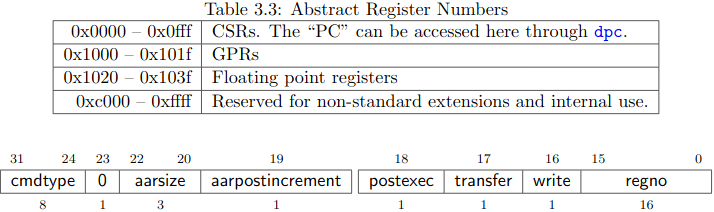 Table 3.3: Abstract Register Numbers
0x0000 – 0x0fff CSRs. The “PC” can be accessed here through dpc.
0x1000 – 0x101f GPRs
0x1020 – 0x103f Floating point registers
0xc000 – 0xffff Reserved for non-standard extensions and internal use.
31 24 23 22 20 19 18 17 16 15 0
cmdtype 0 aarsize aarpostincrement postexec transfer write regno
8 1 3 1 1 1 1 16